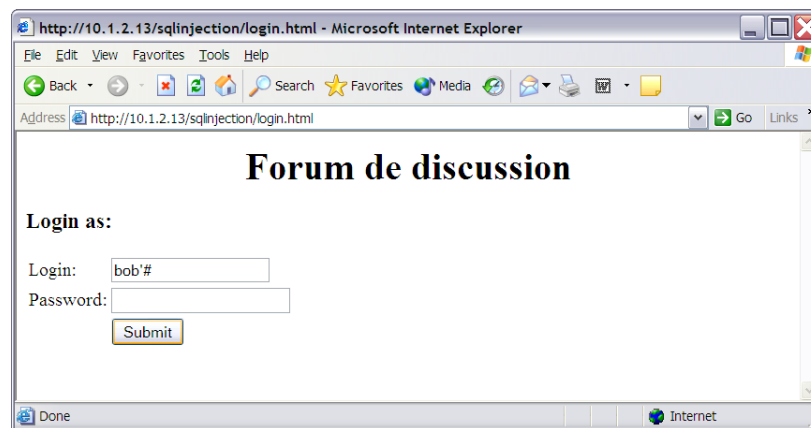 http://10.1.2.13/sqlinjection/login.html - Microsoft Internet Explorer
File Edit View Favorites Tools Help
Back Search Favorites Media W
Address http://10.1.2.13/sqlinjection/login.html Go Links
Forum de discussion
Login as:
Login: bob'#
Password:
Submit
Done Internet